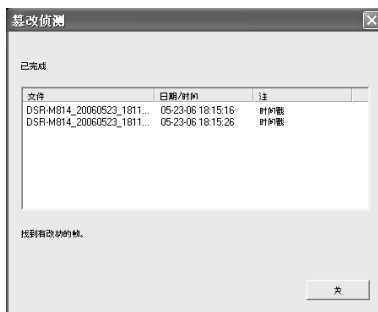 篡改侦测
已完成
文件 日期/时间 注
DSR-M814_20060523_1811... 05-23-06 18:15:16 时间戳
DSR-M814_20060523_1811... 05-23-06 18:15:26 时间戳
找到有改动的帧。
关